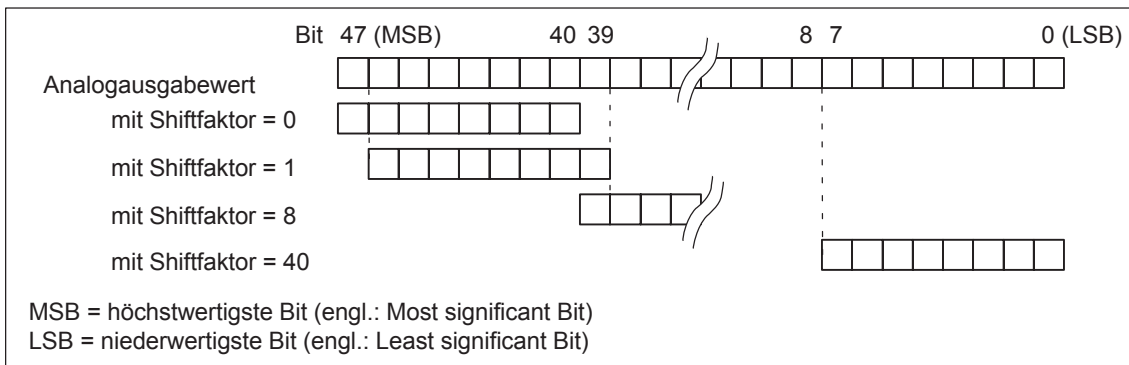 Bit 47 (MSB) 40 39 8 7 0 (LSB)
Analogausgabewert
mit Shiftfaktor = 0
mit Shiftfaktor = 1
mit Shiftfaktor = 8
mit Shiftfaktor = 40
MSB = höchstwertigste Bit (engl.: Most significant Bit)
LSB = niederwertigste Bit (engl.: Least significant Bit)